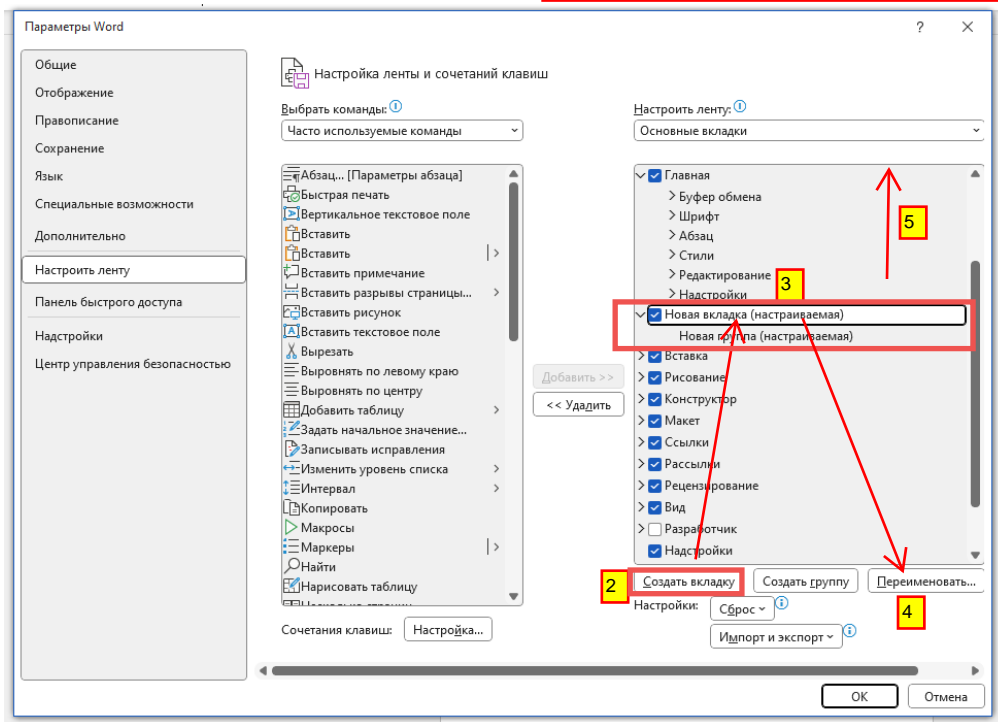 Параметры Word
?
Общие
Отображение
Правописание
Сохранение
Язык
Специальные возможности
Дополнительно
Настроить ленту
Панель быстрого доступа
Надстройки
Центр управления безопасностью
Настройка ленты и сочетаний клавиш
Выбрать команды:
Часто используемые команды
Абзац... [Параметры абзаца]
Быстрая печать
Вертикальное текстовое поле
Вставить
Вставить
Вставить примечание
Вставить разрывы страницы...
Вставить рисунок
Вставить текстовое поле
Вырезать
Выровнять по левому краю
Выровнять по центру
Добавить таблицу
Задать начальное значение...
Записывать исправления
Изменить уровень списка
Интервал
Копировать
Макросы
Маркеры
Найти
Нарисовать таблицу
Сочетания клавиш:
Настройка...
Добавить >>
<< Удалить
Настроить ленту:
Основные вкладки
Главная
5
Буфер обмена
Шрифт
Абзац
Стили
Редактирование
3
Надстройки
Новая вкладка (настраиваемая)
Новая группа (настраиваемая)
Вставка
Рисование
Конструктор
Макет
Ссылки
Рассылки
Рецензирование
Вид
Разработчик
Надстройки
2
Создать вкладку
Создать группу
Переименовать...
4
Настройки:
Сброс
Импорт и экспорт
ОК
Отмена